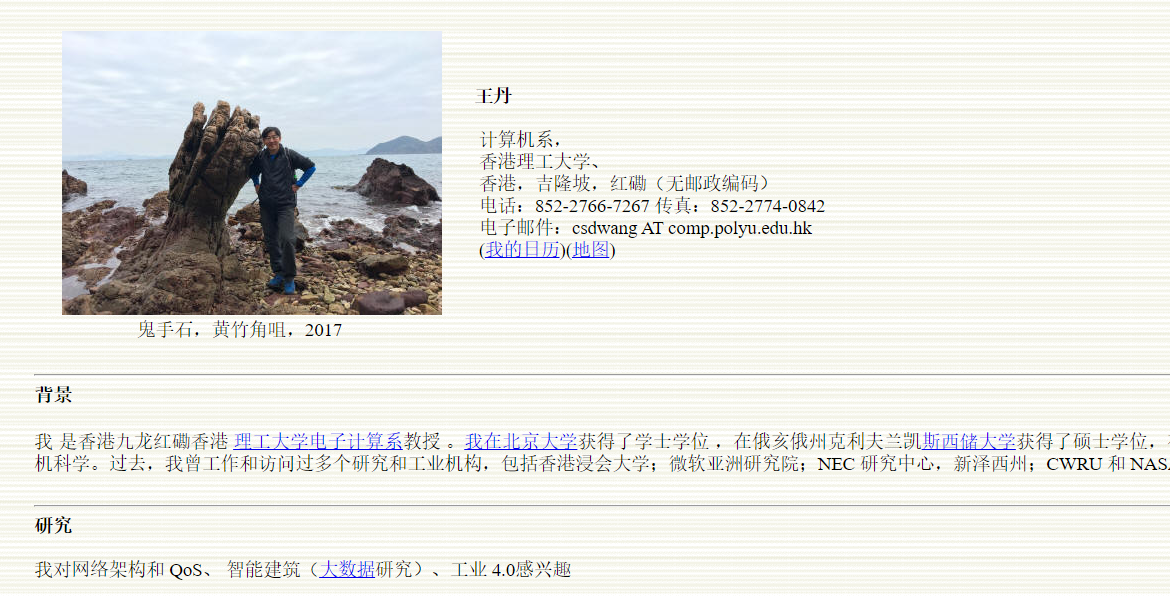 王丹
计算机系，
香港理工大学、
香港，吉隆坡，红磡（无邮政编码）
电话：852-2766-7267 传真：852-2774-0842
电子邮件：csdwang AT comp.polyu.edu.hk
(我的日历)(地图)
鬼手石，黄竹角咀，2017
背景
我 是香港九龙红磡香港 理工大学电子计算系教授 。我在北京大学获得了学士学位 ，在俄亥俄州克利夫兰凯斯西储大学获得了硕士学位，
机科学。过去，我曾工作和访问过多个研究和工业机构，包括香港浸会大学；微软亚洲研究院；NEC 研究中心，新泽西州；CWRU 和 NAS
研究
我对网络架构和 QoS、 智能建筑（大数据研究）、工业 4.0感兴趣